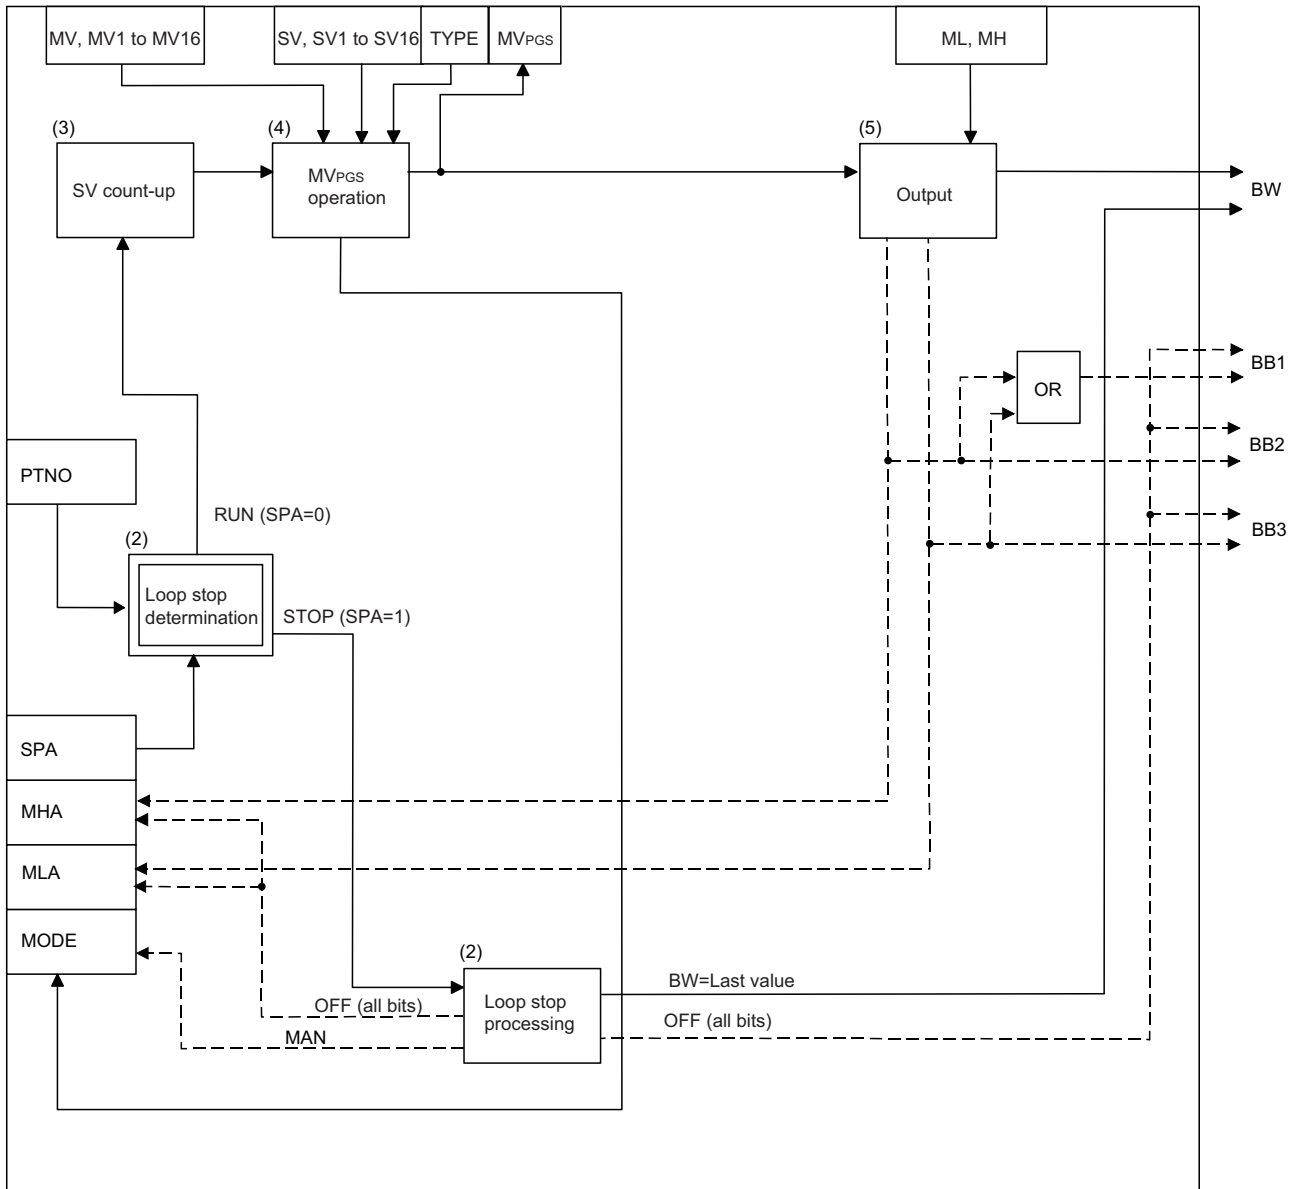 MV, MV1 to MV16
SV, SV1 to SV16
TYPE
MVPGS
ML, MH
(3)
(4)
(5)
SV count-up
MVPGS
operation
Output
BW
OR
BB1
BB2
BB3
PTNO
RUN (SPA=0)
(2)
Loop stop
determination
STOP (SPA=1)
SPA
MHA
MLA
MODE
(2)
Loop stop
processing
BW=Last value
OFF (all bits)
OFF (all bits)
MAN